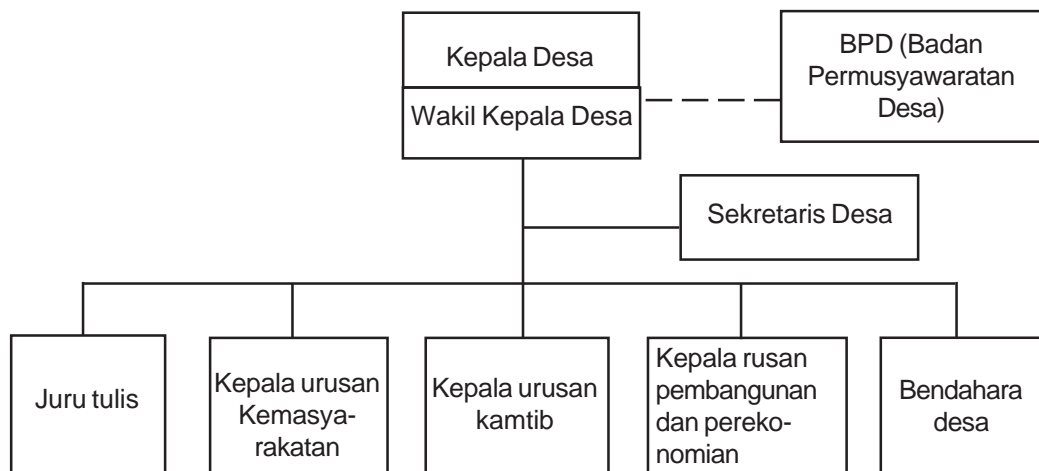 Kepala Desa
Wakil Kepala Desa
BPD (Badan
Permusyawaratan
Desa)
Sekretaris Desa
Juru tulis
Kepala urusan
Kemasya-
rakatan
Kepala urusan
kamtib
Kepala rusan
pembangunan
dan pereko-
nomian
Bendahara
desa